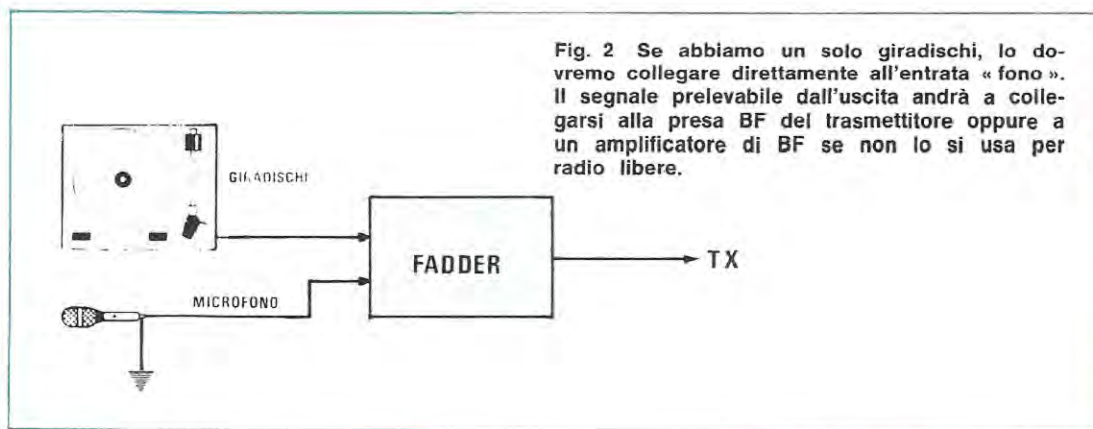 Fig. 2 Se abbiamo un solo giradischi, lo do-
vremo collegare direttamente all'entrata « fono ».
Il segnale prelevabile dall'uscita andrà a colle-
garsi alla presa BF del trasmettitore oppure a
un amplificatore di BF se non lo si usa per
radio libere.
GIRADISCHI
FADDER
TX
MICROFONO